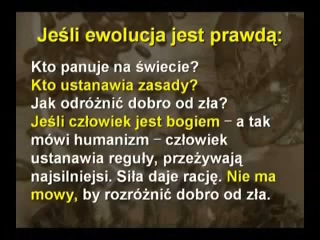 Jeśli ewolucja jest prawdą:
Kto panuje na świecie?
Kto ustanawia zasady?
Jak odróżnić dobro od zła?
Jeśli człowiek jest bogiem – a tak
mówi humanizm – człowiek
ustanawia reguły, przeżywają
najsilniejsi. Siła daje rację. Nie ma
mowy, by rozróżnić dobro od zła.